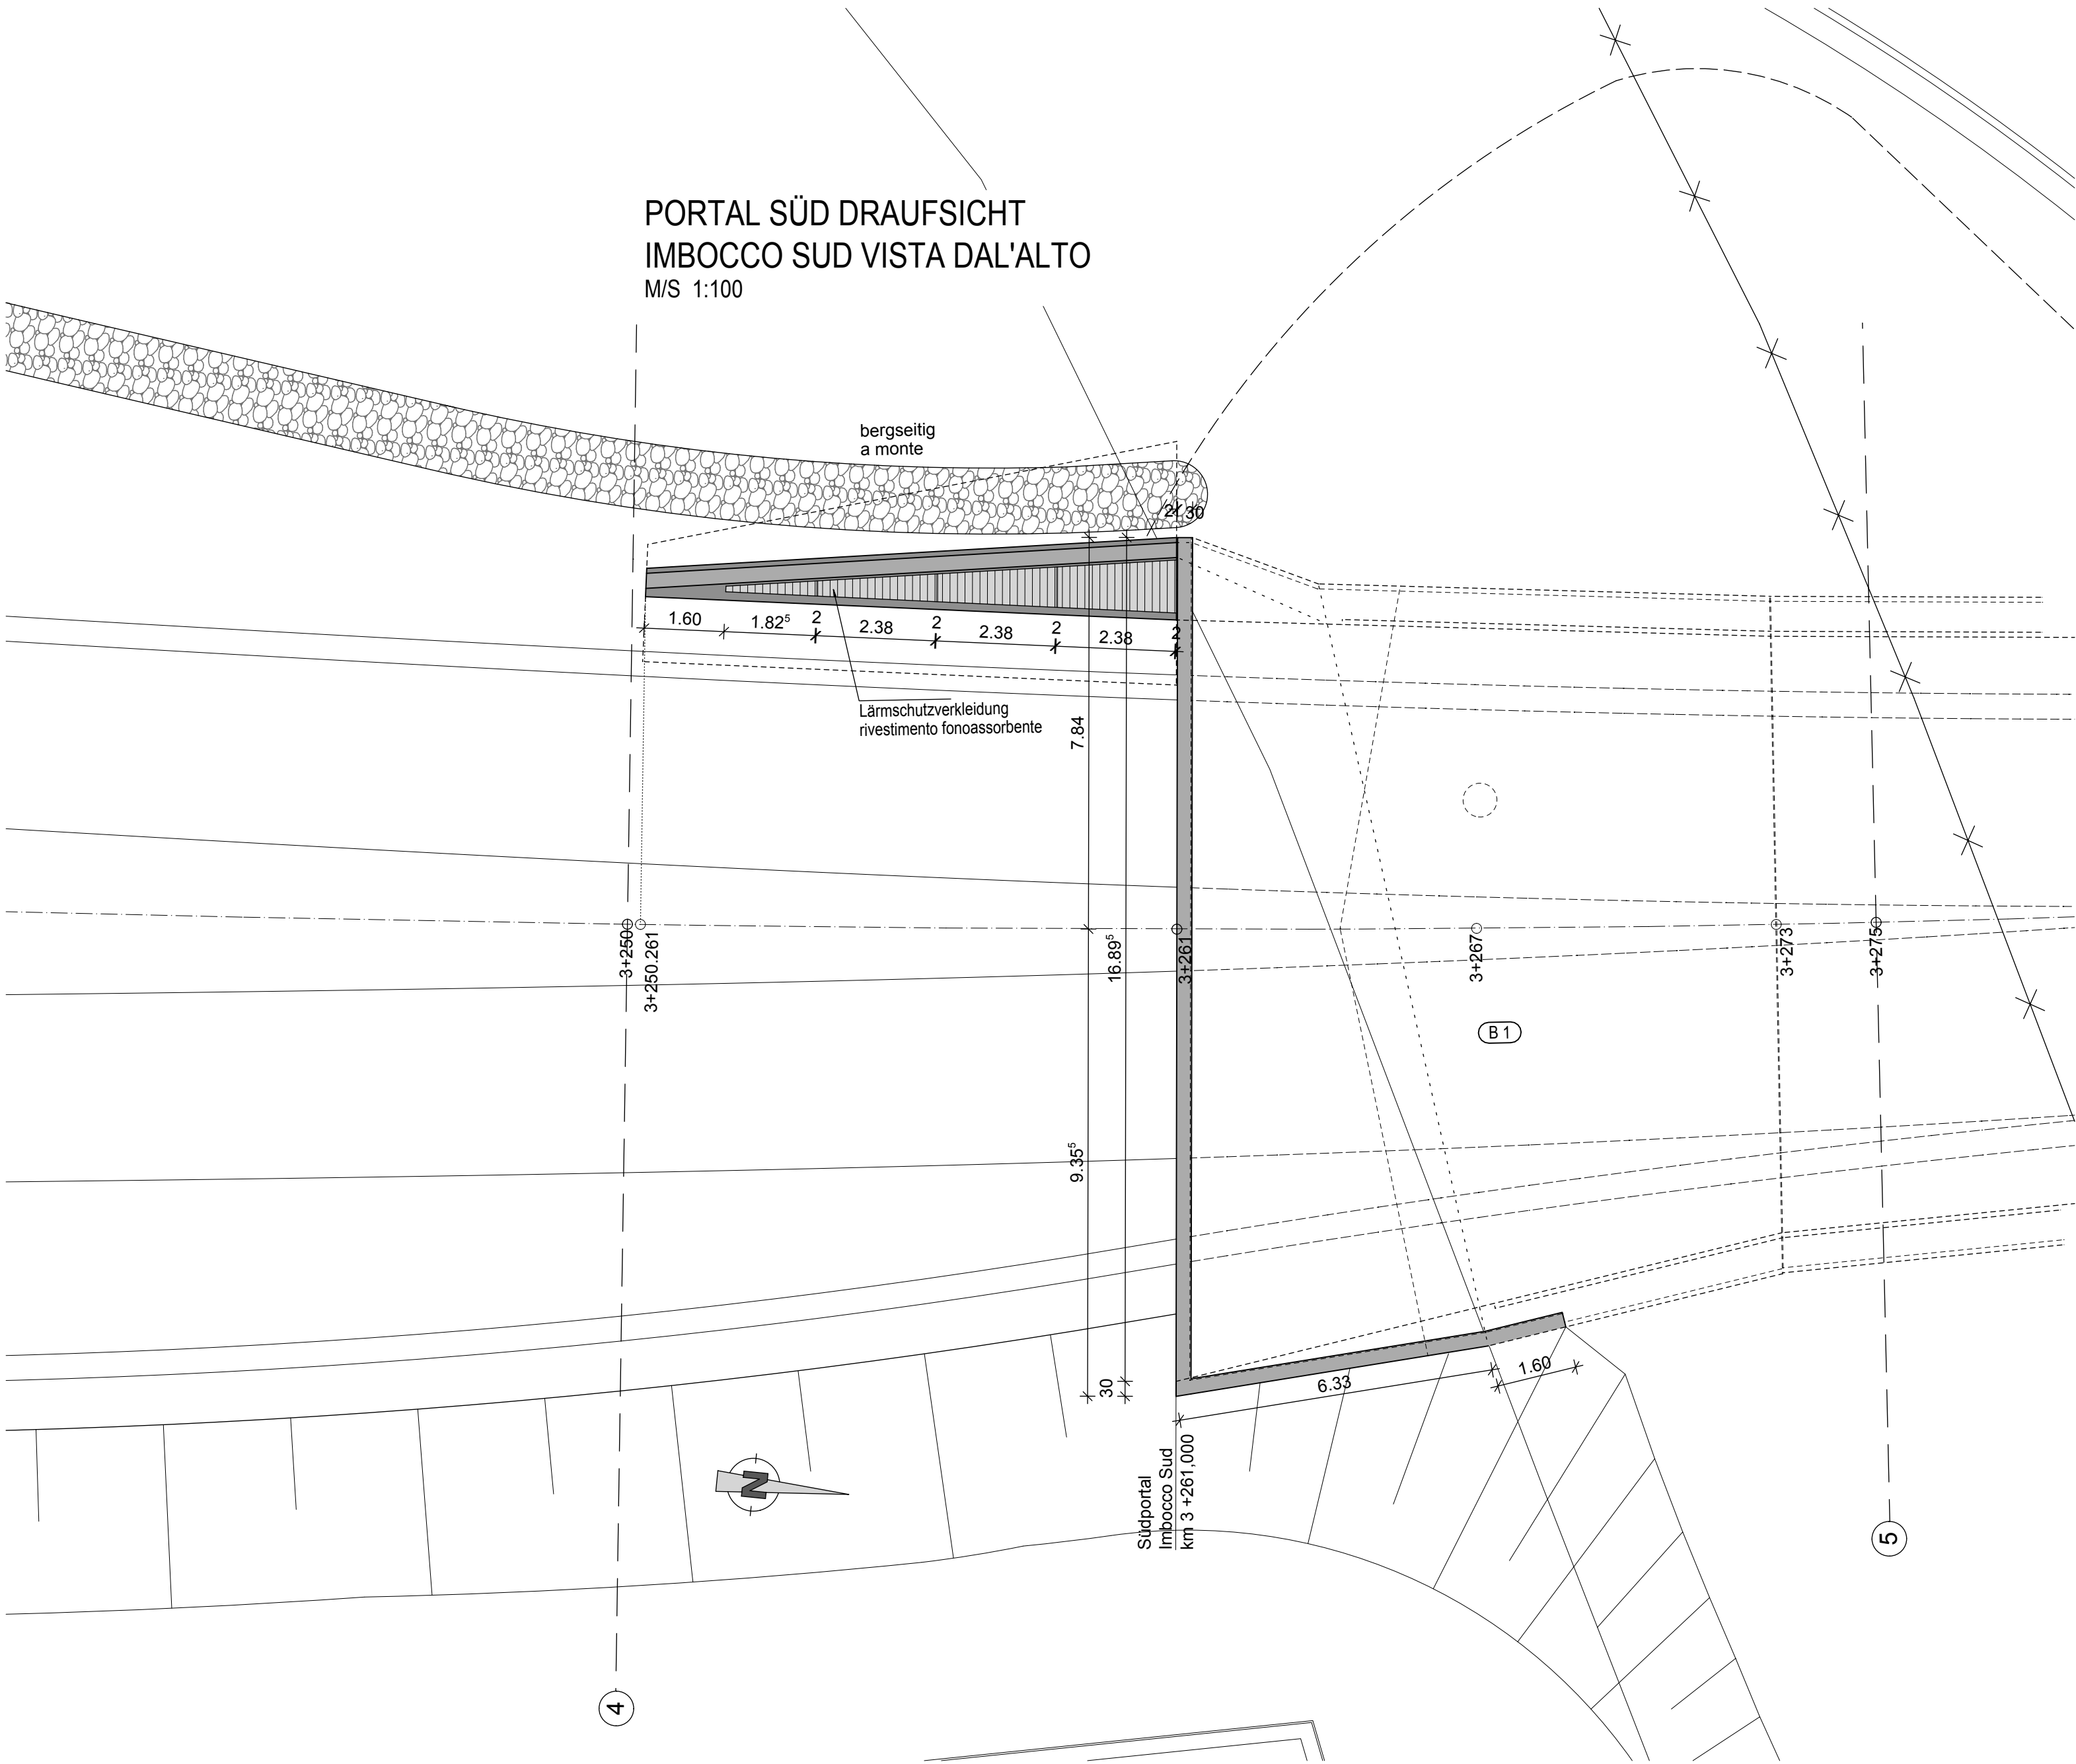 PORTAL SÜD DRAUFSICHT
IMBOCCO SUD VISTA DAL'ALTO
M/S 1:100
bergseitig
a monte
24
30
1.60
1.82⁵
2
2.38
2
2.38
2
2.38
2
Lärmschutzverkleidung
rivestimento fonoassorbente
7.84
16.89⁵
9.35⁵
30
3+250
3+250.261
3+261
3+267
3+273
3+275
B 1
6.33
1.60
Südportal
Imbocco Sud
km 3 +261,000
N
4
5